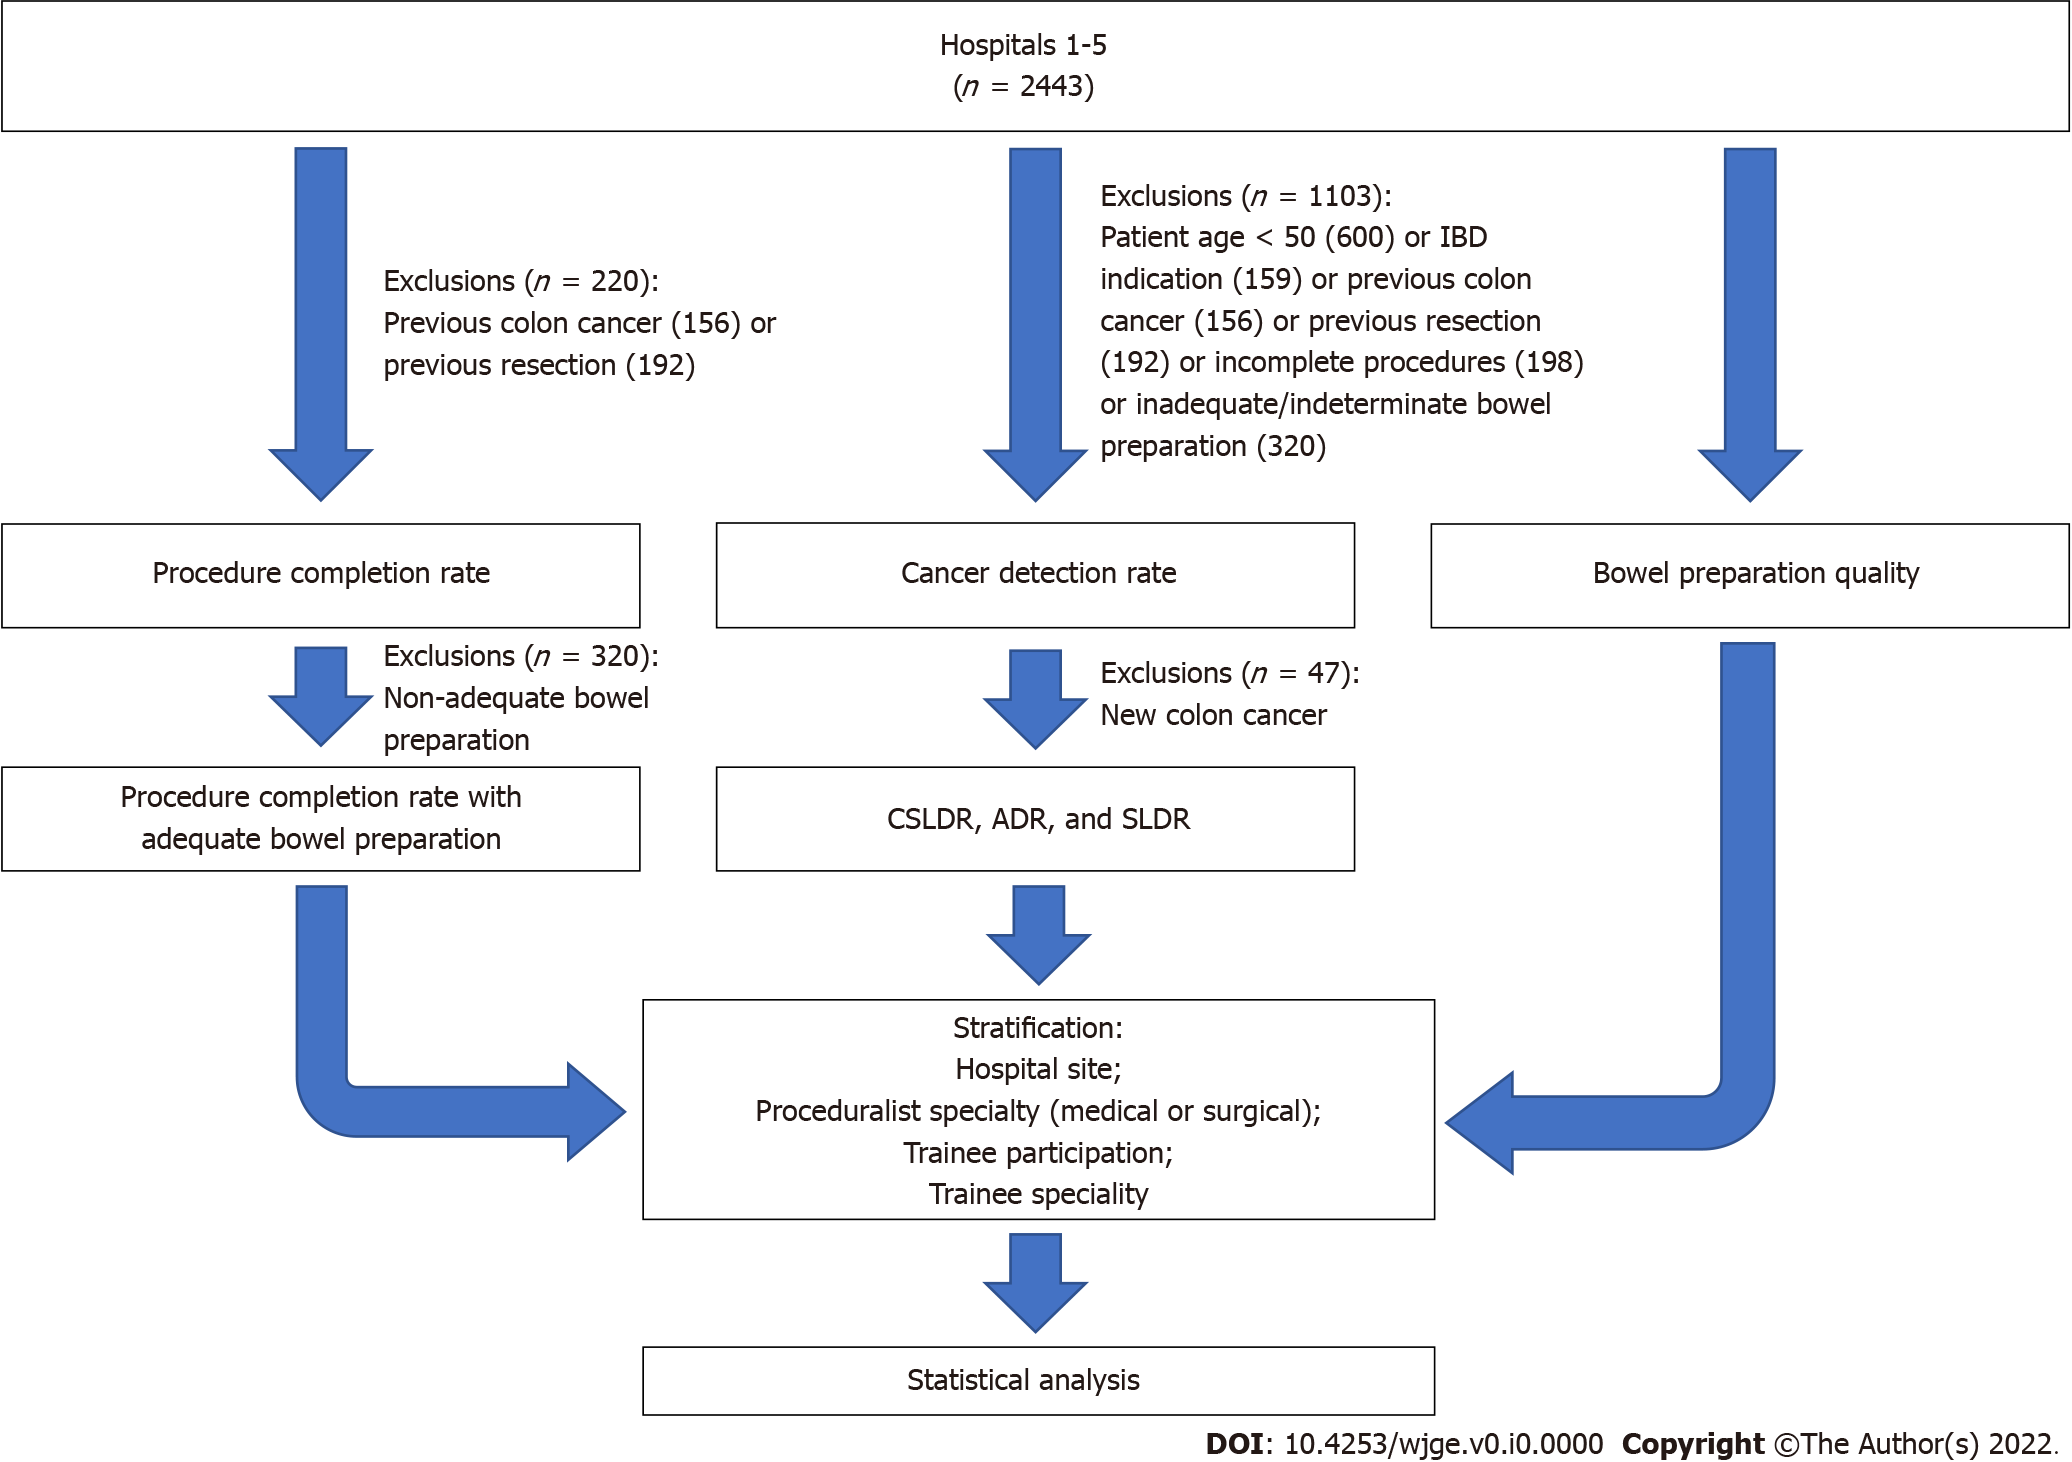 Hospitals 1-5
(n = 2443)
Exclusions (n = 220):
Previous colon cancer (156) or
previous resection (192)
Exclusions (n = 1103):
Patient age < 50 (600) or IBD
indication (159) or previous colon
cancer (156) or previous resection
(192) or incomplete procedures (198)
or inadequate/indeterminate bowel
preparation (320)
Procedure completion rate
Cancer detection rate
Bowel preparation quality
Exclusions (n = 320):
Non-adequate bowel
preparation
Exclusions (n = 47):
New colon cancer
Procedure completion rate with
adequate bowel preparation
CSLDR, ADR, and SLDR
Stratification:
Hospital site;
Proceduralist specialty (medical or surgical);
Trainee participation;
Trainee speciality
Statistical analysis
DOI: 10.4253/wjge.v0.i0.0000 Copyright ©The Author(s) 2022.